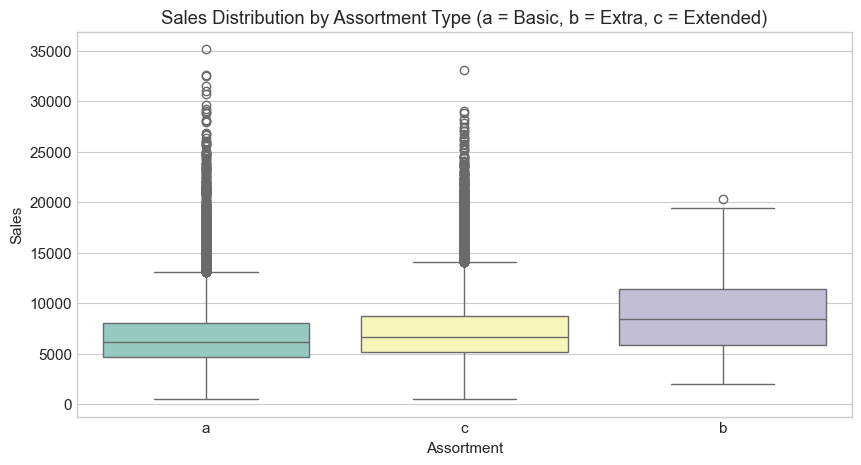 Sales Distribution by Assortment Type (a = Basic, b = Extra, c = Extended)
35000
30000
25000
20000
15000
10000
5000
0
Sales
a c b
Assortment